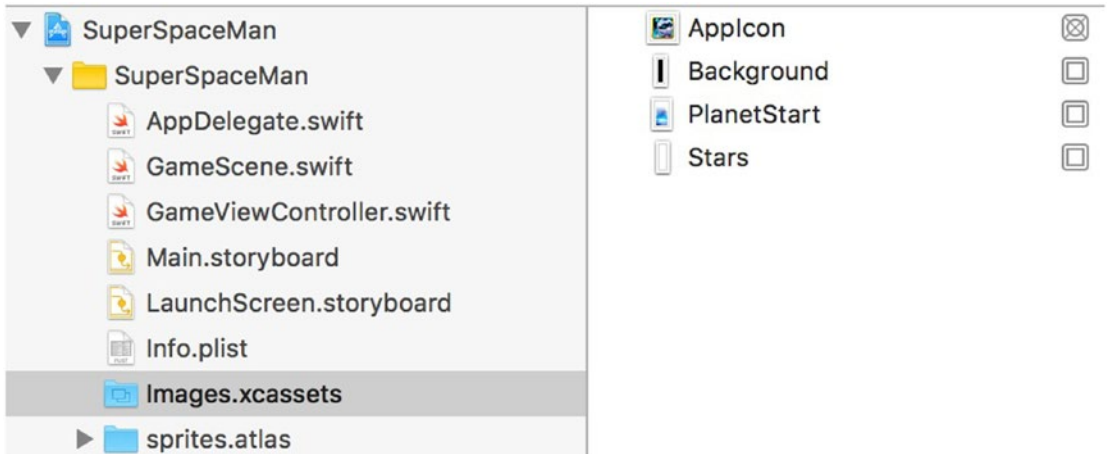 SuperSpaceMan
SuperSpaceMan
AppDelegate.swift
GameScene.swift
GameViewController.swift
Main.storyboard
LaunchScreen.storyboard
Info.plist
Images.xcassets
sprites.atlas
AppIcon
Background
PlanetStart
Stars